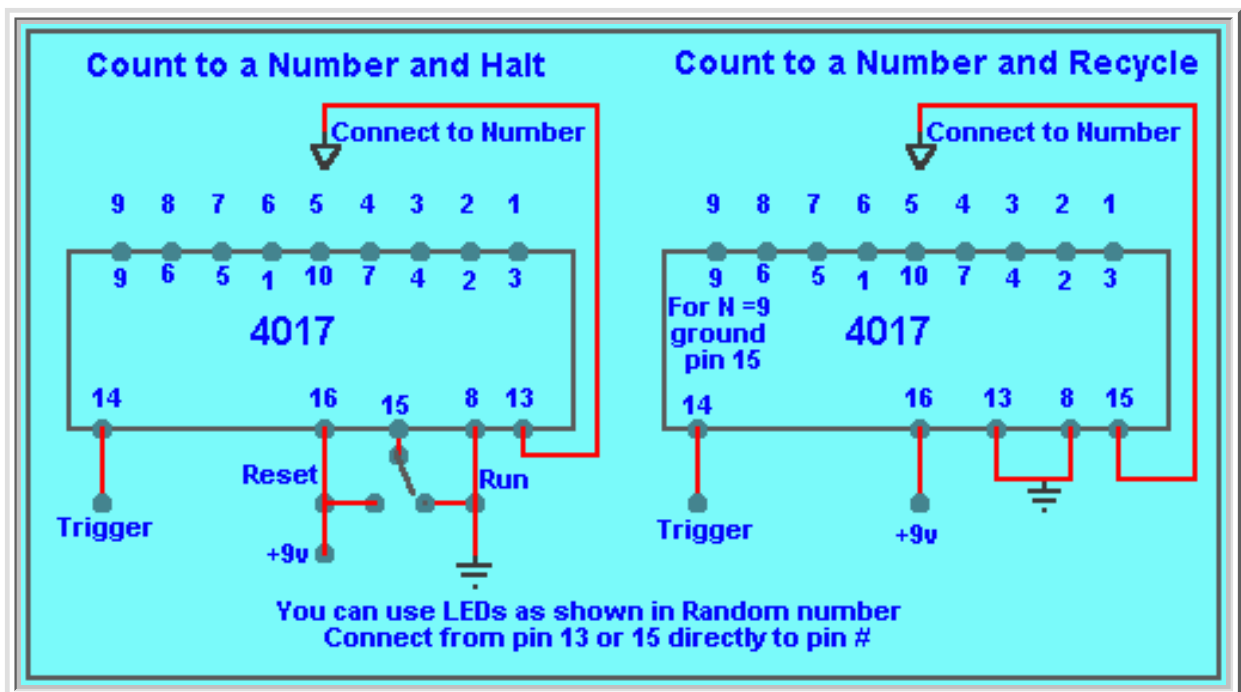 Count to a Number and Halt
Connect to Number
9 8 7 6 5 4 3 2 1
9 6 5 1 10 7 4 2 3
4017
14 16 15 8 13
Reset
Run
Trigger
+9v
Count to a Number and Recycle
Connect to Number
9 8 7 6 5 4 3 2 1
9 6 5 1 10 7 4 2 3
For N =9
ground
pin 15
4017
14 16 13 8 15
Trigger
+9v
You can use LEDs as shown in Random number
Connect from pin 13 or 15 directly to pin #